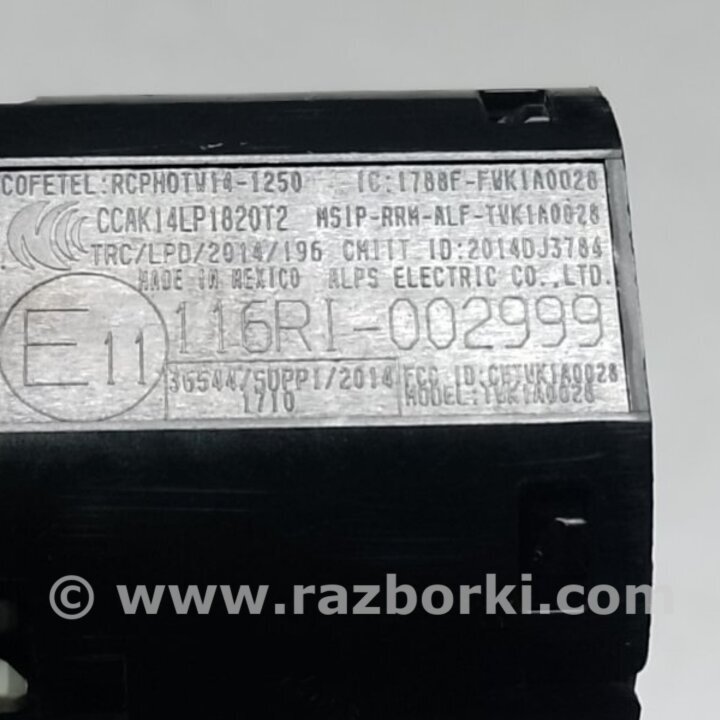 COFETEL:RCPHOTW14-1250 IC:1788F-FWK1A0028
CCAK14LP1820T2 MSIP-RRM-ALF-TWK1A0028
TRC/LPD/2014/196 CMIIT ID:2014DJ3784
MADE IN MEXICO ALPS ELECTRIC CO.,LTD.
E11 116RI-002999
36544/SUPP1/2014 FCC ID:CWTWK1A0028
1710 MODEL:TWK1A0028
© www.razborki.com